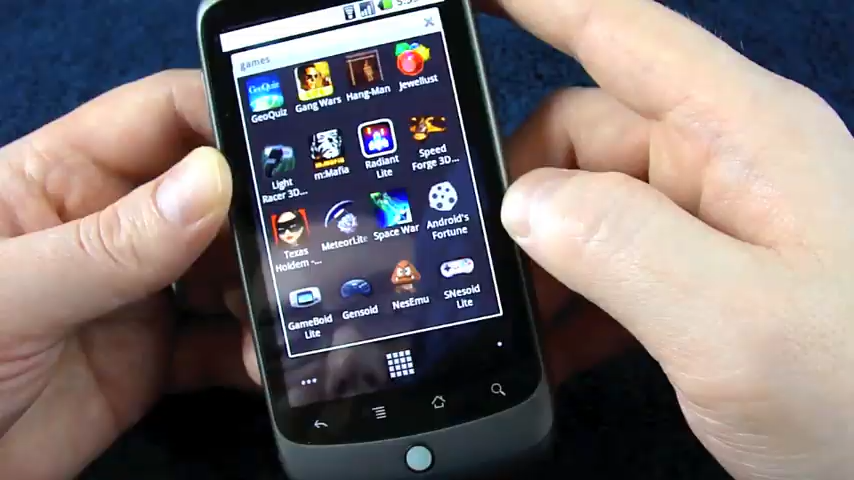 games
GeoQuiz
Gang Wars
Hang-Man
Jewellust
Light
Racer 3D...
m:Mafia
Radiant
Lite
Speed
Forge 3D...
Texas
Holdem -...
MeteorLite
Space War
Android's
Fortune
GameBoid
Lite
Gensoid
NesEmu
SNesoid
Lite